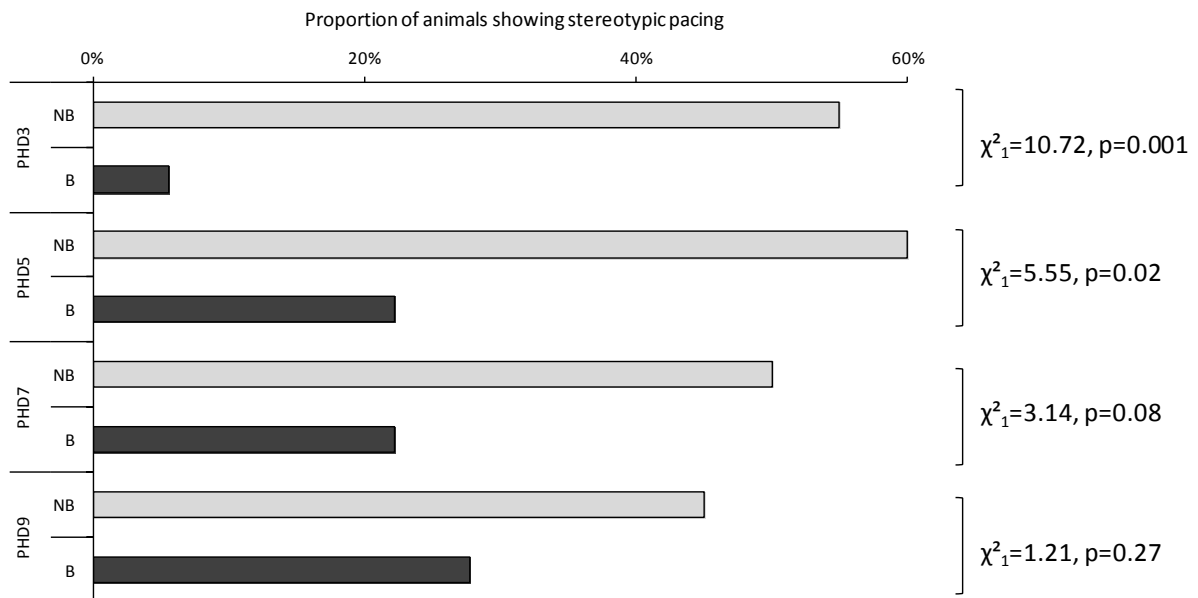 Proportion of animals showing stereotypic pacing
0% 20% 40% 60%
PHD3
NB
B
χ²₁=10.72, p=0.001
PHD5
NB
B
χ²₁=5.55, p=0.02
PHD7
NB
B
χ²₁=3.14, p=0.08
PHD9
NB
B
χ²₁=1.21, p=0.27